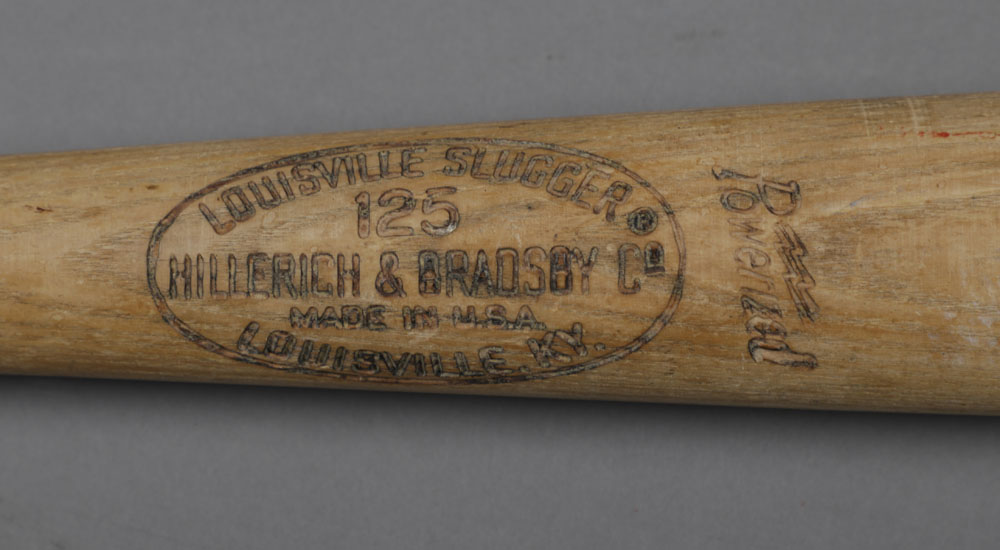 LOUISVILLE SLUGGER ®
125
HILLERICH & BRADSBY Co
MADE IN U.S.A.
LOUISVILLE, KY.
Powerized